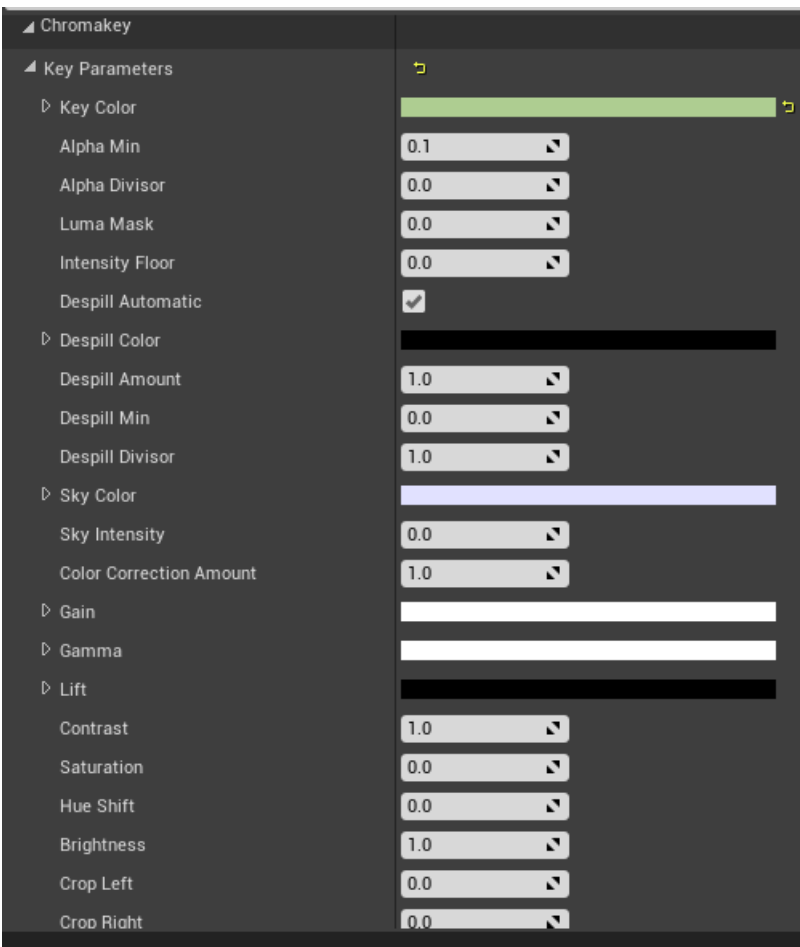 Chromakey
Key Parameters
Key Color
Alpha Min 0.1
Alpha Divisor 0.0
Luma Mask 0.0
Intensity Floor 0.0
Despill Automatic
Despill Color
Despill Amount 1.0
Despill Min 0.0
Despill Divisor 1.0
Sky Color
Sky Intensity 0.0
Color Correction Amount 1.0
Gain
Gamma
Lift
Contrast 1.0
Saturation 0.0
Hue Shift 0.0
Brightness 1.0
Crop Left 0.0
Crop Right 0.0